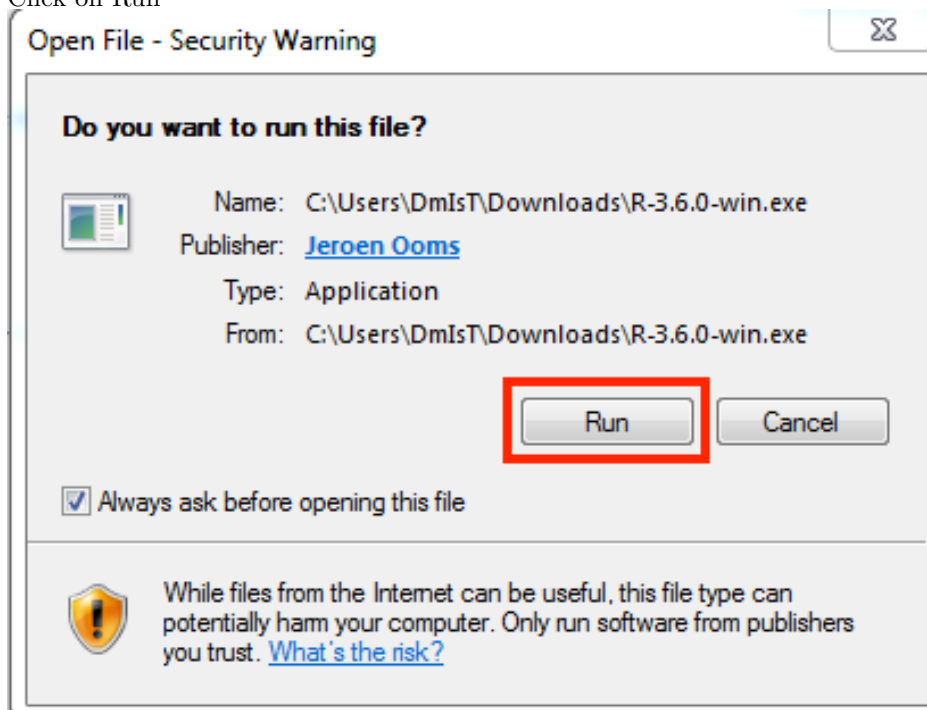 Click on Run
Open File - Security Warning
Do you want to run this file?
Name: C:\Users\DmIsT\Downloads\R-3.6.0-win.exe
Publisher: Jeroen Ooms
Type: Application
From: C:\Users\DmIsT\Downloads\R-3.6.0-win.exe
Run Cancel
Always ask before opening this file
While files from the Internet can be useful, this file type can
potentially harm your computer. Only run software from publishers
you trust. What's the risk?